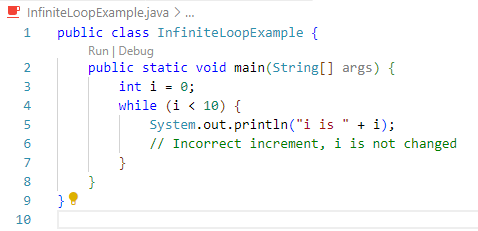 InfiniteLoopExample.java > ...
1 public class InfiniteLoopExample {
Run | Debug
2     public static void main(String[] args) {
3         int i = 0;
4         while (i < 10) {
5             System.out.println("i is " + i);
6             // Incorrect increment, i is not changed
7         }
8     }
9 }
10